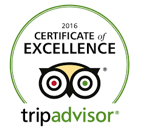 2016
CERTIFICATE of
EXCELLENCE
®
tripadvisor®